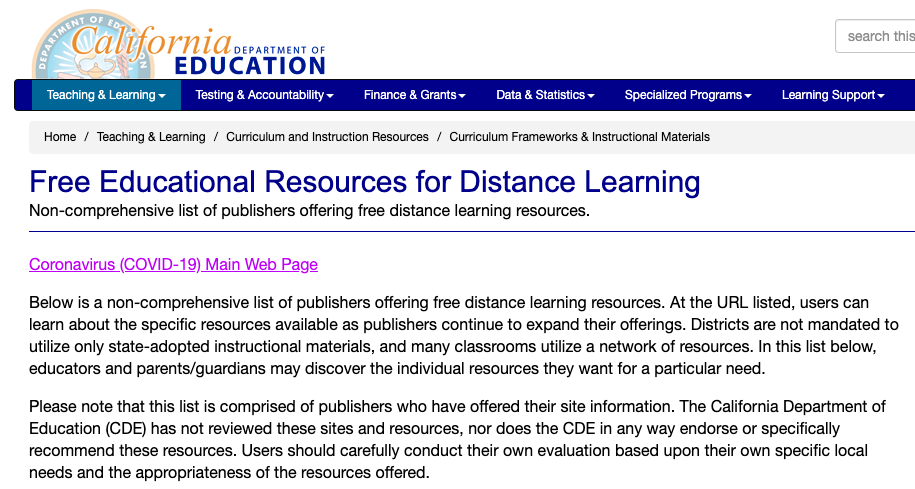 DEPARTMENT OF
California DEPARTMENT OF
EDUCATION
search this
Teaching & Learning Testing & Accountability Finance & Grants Data & Statistics Specialized Programs Learning Support
Home / Teaching & Learning / Curriculum and Instruction Resources / Curriculum Frameworks & Instructional Materials
Free Educational Resources for Distance Learning
Non-comprehensive list of publishers offering free distance learning resources.
Coronavirus (COVID-19) Main Web Page
Below is a non-comprehensive list of publishers offering free distance learning resources. At the URL listed, users can
learn about the specific resources available as publishers continue to expand their offerings. Districts are not mandated to
utilize only state-adopted instructional materials, and many classrooms utilize a network of resources. In this list below,
educators and parents/guardians may discover the individual resources they want for a particular need.
Please note that this list is comprised of publishers who have offered their site information. The California Department of
Education (CDE) has not reviewed these sites and resources, nor does the CDE in any way endorse or specifically
recommend these resources. Users should carefully conduct their own evaluation based upon their own specific local
needs and the appropriateness of the resources offered.